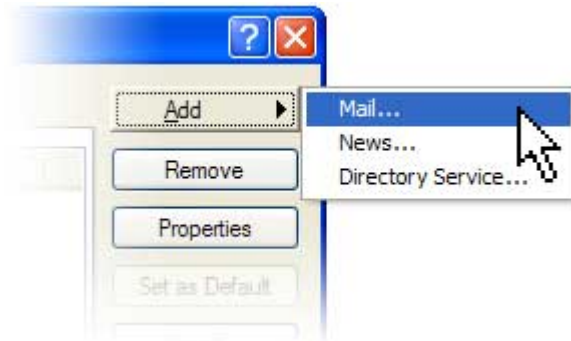 ?
Add
Mail...
News...
Directory Service...
Remove
Properties
Set as Default